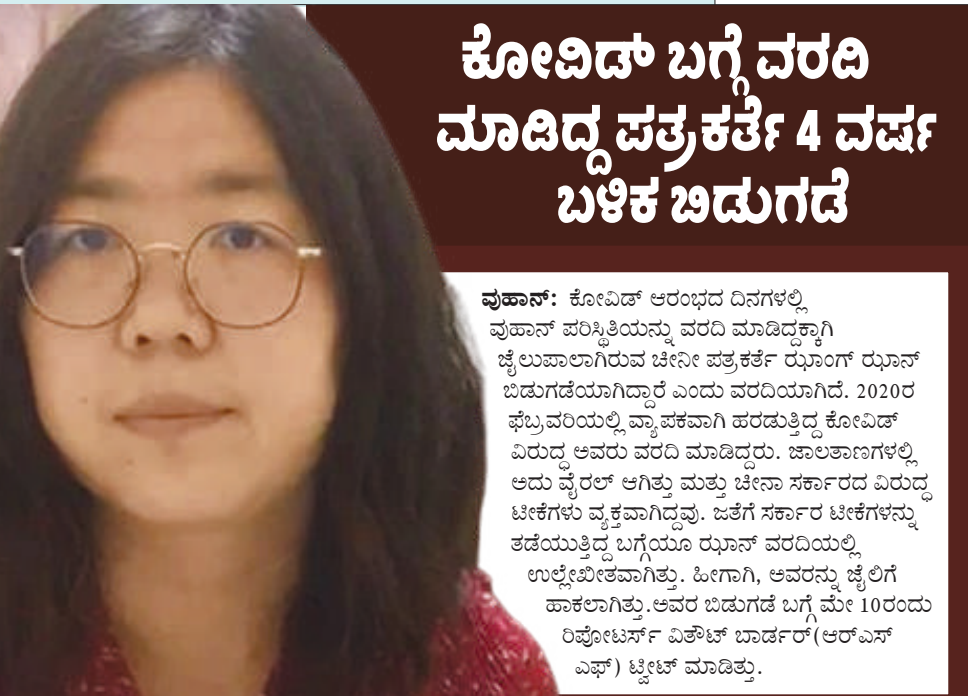 ಕೋವಿಡ್ ಬಗ್ಗೆ ವರದಿ
ಮಾಡಿದ್ದ ಪತ್ರಕರ್ತೆ 4 ವರ್ಷ
ಬಳಿಕ ಬಿಡುಗಡೆ
ವುಹಾನ್: ಕೋವಿಡ್ ಆರಂಭದ ದಿನಗಳಲ್ಲಿ
ವುಹಾನ್ ಪರಿಸ್ಥಿತಿಯನ್ನು ವರದಿ ಮಾಡಿದ್ದಕ್ಕಾಗಿ
ಜೈಲುಪಾಲಾಗಿರುವ ಚೀನೀ ಪತ್ರಕರ್ತೆ ಝಾಂಗ್ ಝಾನ್
ಬಿಡುಗಡೆಯಾಗಿದ್ದಾರೆ ಎಂದು ವರದಿಯಾಗಿದೆ. 2020ರ
ಫೆಬ್ರವರಿಯಲ್ಲಿ ವ್ಯಾಪಕವಾಗಿ ಹರಡುತ್ತಿದ್ದ ಕೋವಿಡ್
ವಿರುದ್ಧ ಅವರು ವರದಿ ಮಾಡಿದ್ದರು. ಜಾಲತಾಣಗಳಲ್ಲಿ
ಅದು ವೈರಲ್ ಆಗಿತ್ತು ಮತ್ತು ಚೀನಾ ಸರ್ಕಾರದ ವಿರುದ್ಧ
ಟೀಕೆಗಳು ವ್ಯಕ್ತವಾಗಿದ್ದವು. ಜತೆಗೆ ಸರ್ಕಾರ ಟೀಕೆಗಳನ್ನು
ತಡೆಯುತ್ತಿದ್ದ ಬಗ್ಗೆಯೂ ಝಾನ್ ವರದಿಯಲ್ಲಿ
ಉಲ್ಲೇಖೀತವಾಗಿತ್ತು. ಹೀಗಾಗಿ, ಅವರನ್ನು ಜೈಲಿಗೆ
ಹಾಕಲಾಗಿತ್ತು.ಅವರ ಬಿಡುಗಡೆ ಬಗ್ಗೆ ಮೇ 10ರಂದು
ರಿಪೋಟರ್ಸ್ ವಿತೌಟ್ ಬಾರ್ಡರ್(ಆರ್‌ಎಸ್
ಎಫ್) ಟ್ವೀಟ್ ಮಾಡಿತ್ತು.